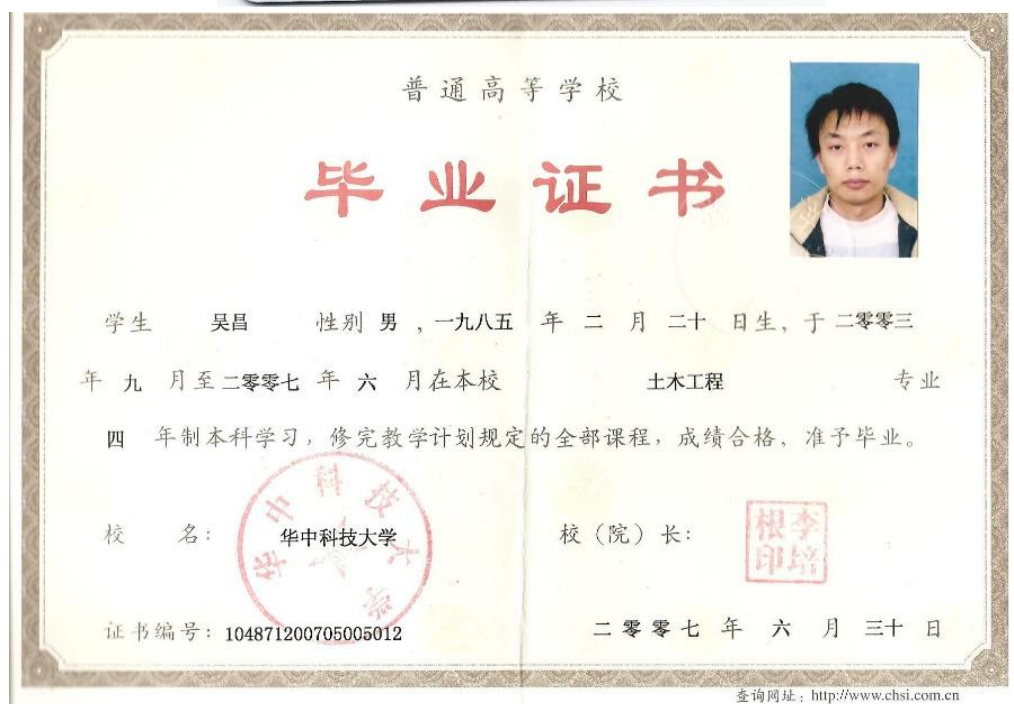 普通高等学校
毕业证书
学生 吴昌 性别 男 ，一九八五 年 二 月 二十 日生，于 二零零三
年 九 月至 二零零七 年 六 月在本校 土木工程 专业
四 年制本科学习，修完教学计划规定的全部课程，成绩合格，准予毕业。
校 名： 华中科技大学
华中科技大学
校（院）长：
李培根印
证书编号：104871200705005012
二零零七 年 六 月 三十 日
查询网址：http://www.chsi.com.cn